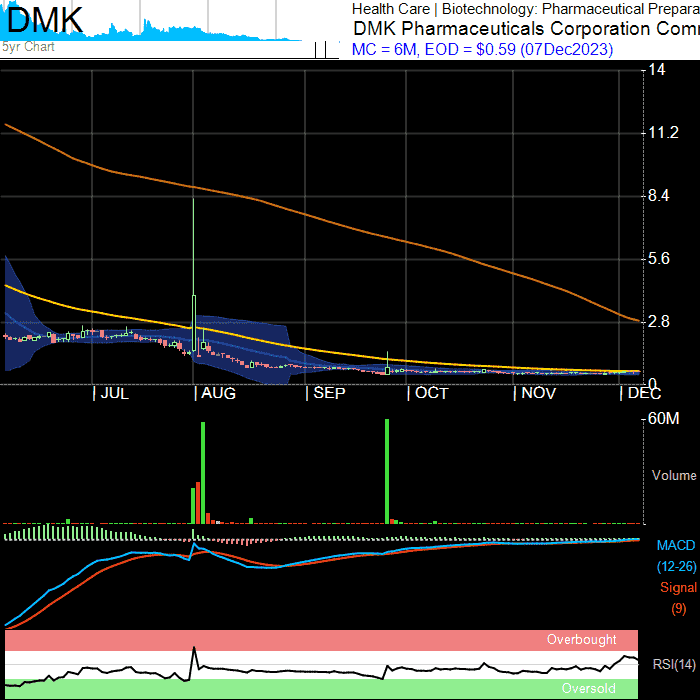 DMK
5yr Chart
Health Care | Biotechnology: Pharmaceutical Prepara
DMK Pharmaceuticals Corporation Com
MC = 6M, EOD = $0.59 (07Dec2023)
14
11.2
8.4
5.6
2.8
0
| JUL | AUG | SEP | OCT | NOV | DEC
60M
Volume
MACD
(12-26)
Signal
(9)
Overbought
RSI(14)
Oversold